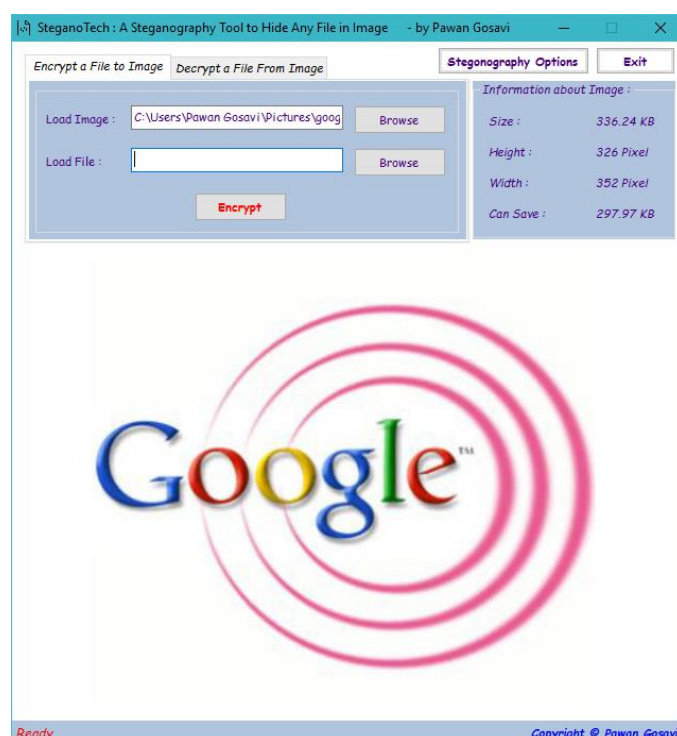 SteganoTech : A Steganography Tool to Hide Any File in Image - by Pawan Gosavi
Encrypt a File to Image
Decrypt a File From Image
Stegonography Options
Exit
Load Image :
C:\Users\Pawan Gosavi\Pictures\goog
Browse
Load File :
Browse
Encrypt
Information about Image :
Size : 336.24 KB
Height : 326 Pixel
Width : 352 Pixel
Can Save : 297.97 KB
Google™
Ready
Copyright © Pawan Gosavi